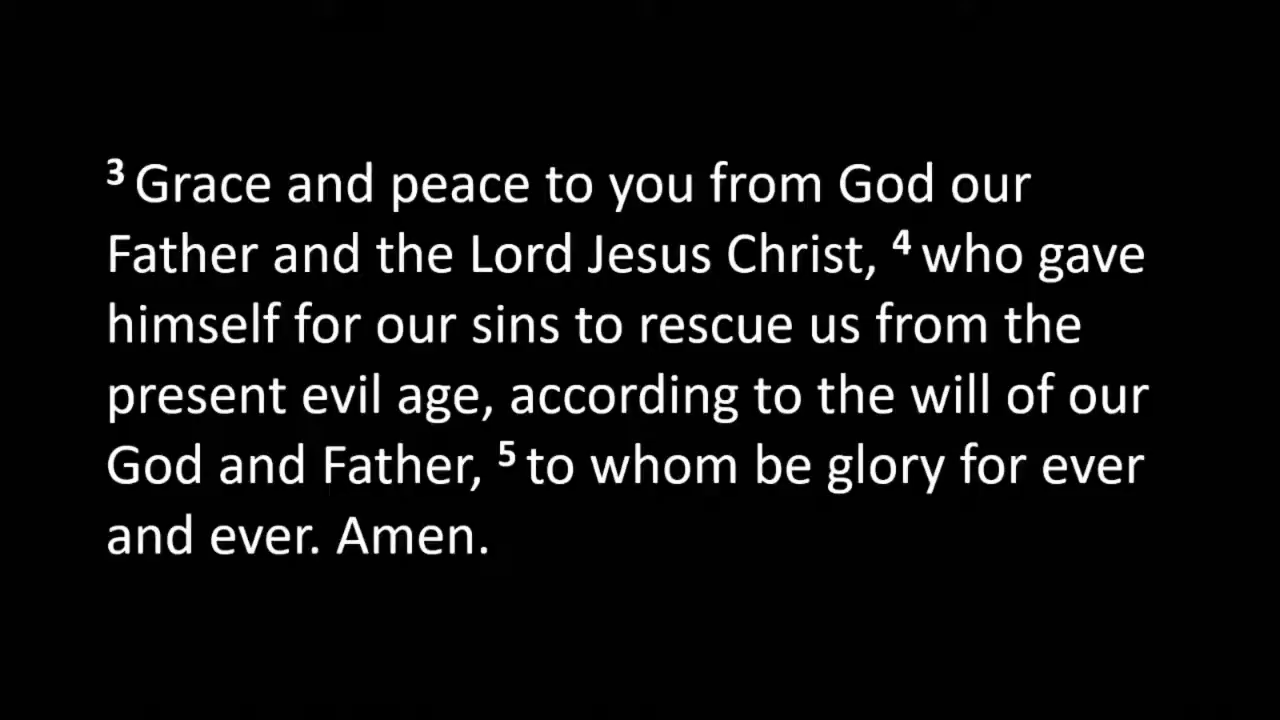 3 Grace and peace to you from God our
Father and the Lord Jesus Christ, 4 who gave
himself for our sins to rescue us from the
present evil age, according to the will of our
God and Father, 5 to whom be glory for ever
and ever. Amen.